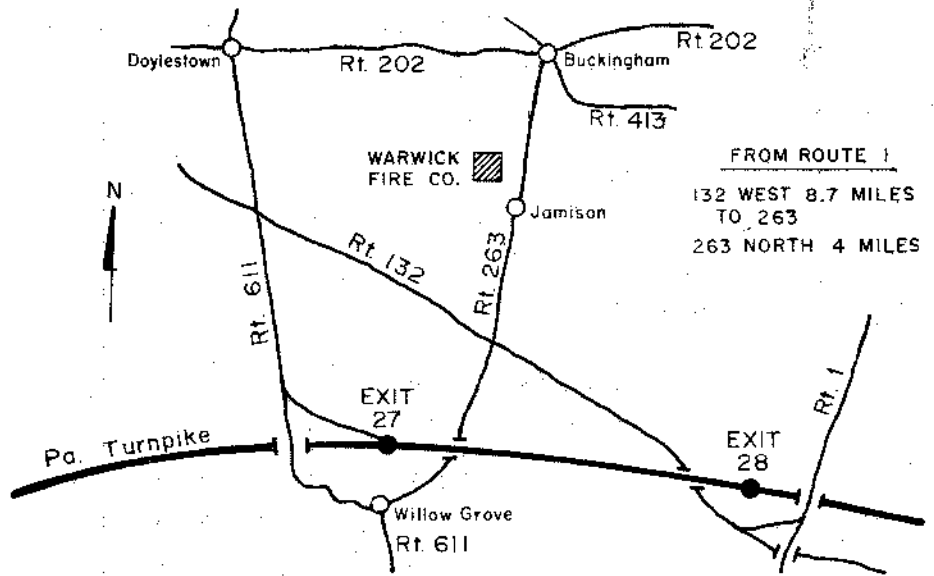 Doylestown
Rt. 202
Buckingham
Rt. 202
Rt. 413
WARWICK
FIRE CO.
FROM ROUTE 1
132 WEST 8.7 MILES
TO 263
263 NORTH 4 MILES
N
Jamison
Rt. 132
Rt. 263
Rt. 611
Rt. 1
EXIT
27
Pa. Turnpike
EXIT
28
Willow Grove
Rt. 611